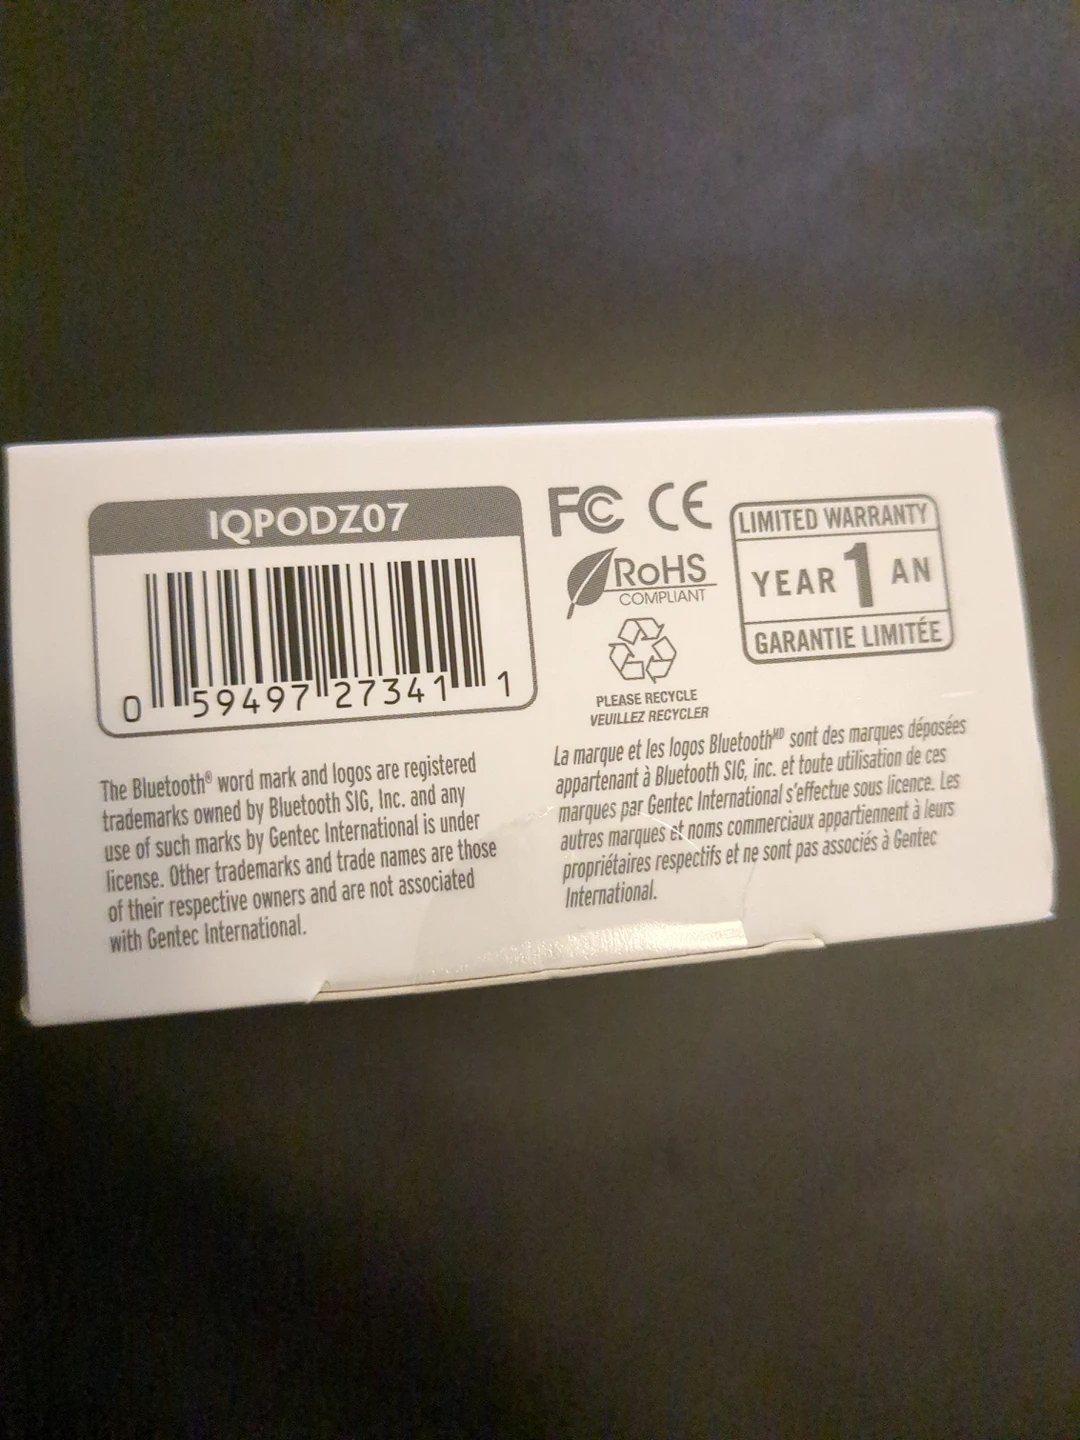 IQPODZ07
0 59497 27341 1
FC CE
RoHS
COMPLIANT
PLEASE RECYCLE
VEUILLEZ RECYCLER
LIMITED WARRANTY
YEAR 1 AN
GARANTIE LIMITÉE
The Bluetooth® word mark and logos are registered
trademarks owned by Bluetooth SIG, Inc. and any
use of such marks by Gentec International is under
license. Other trademarks and trade names are those
of their respective owners and are not associated
with Gentec International.
La marque et les logos Bluetooth MD sont des marques déposées
appartenant à Bluetooth SIG, inc. et toute utilisation de ces
marques par Gentec International s'effectue sous licence. Les
autres marques et noms commerciaux appartiennent à leurs
propriétaires respectifs et ne sont pas associés à Gentec
International.